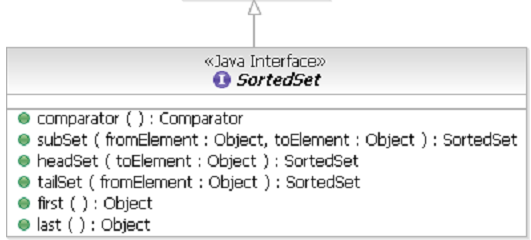 «Java Interface»
I SortedSet
comparator ( ) : Comparator
subSet ( fromElement : Object, toElement : Object ) : SortedSet
headSet ( toElement : Object ) : SortedSet
tailSet ( fromElement : Object ) : SortedSet
first ( ) : Object
last ( ) : Object